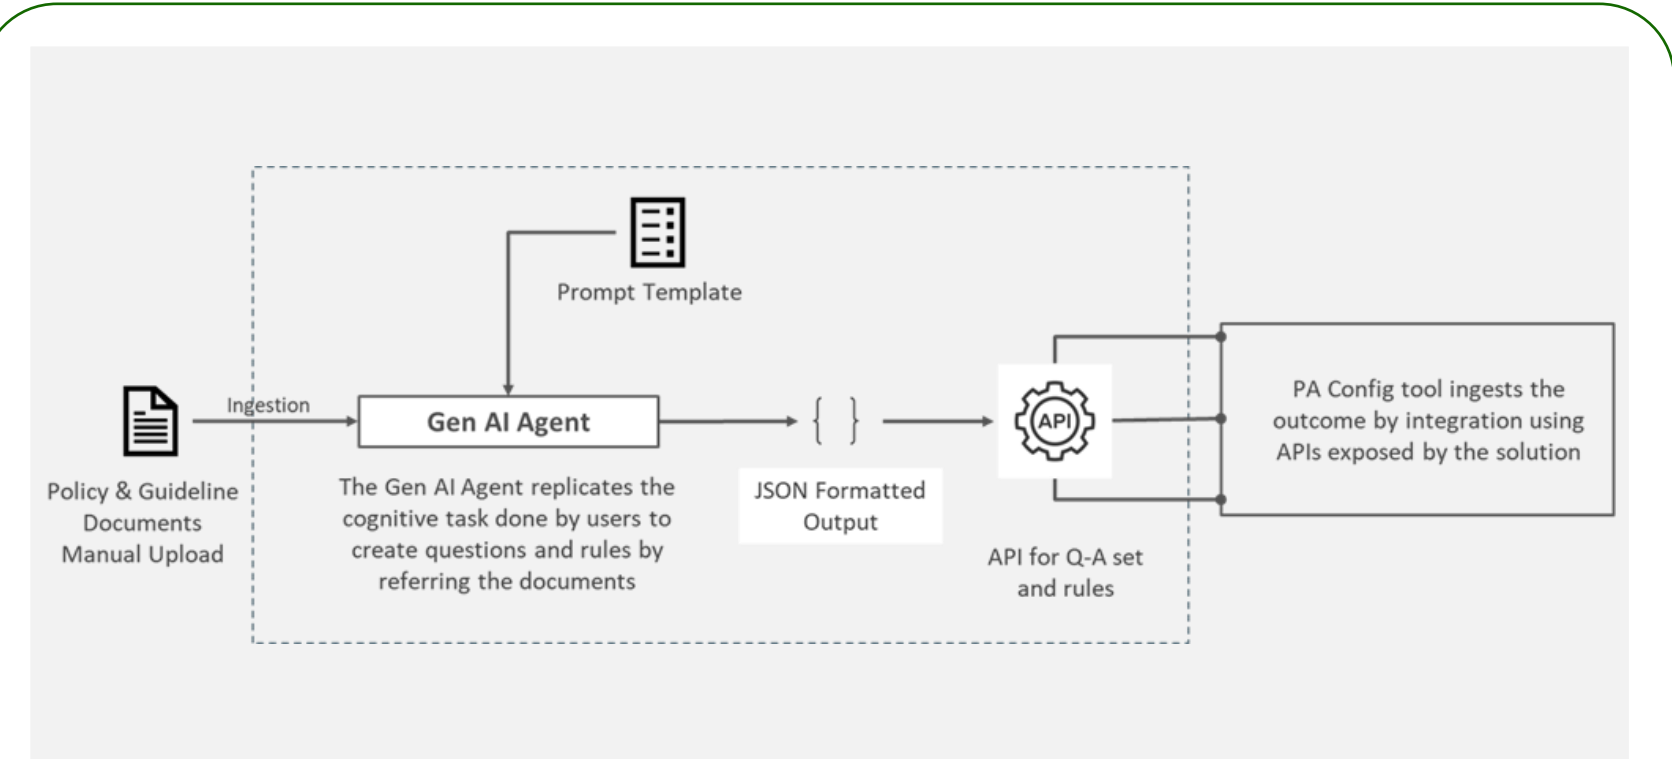 Prompt Template
Ingestion
Policy & Guideline
Documents
Manual Upload
Gen AI Agent
The Gen AI Agent replicates the
cognitive task done by users to
create questions and rules by
referring the documents
{ }
JSON Formatted
Output
API
API for Q-A set
and rules
PA Config tool ingests the
outcome by integration using
APIs exposed by the solution